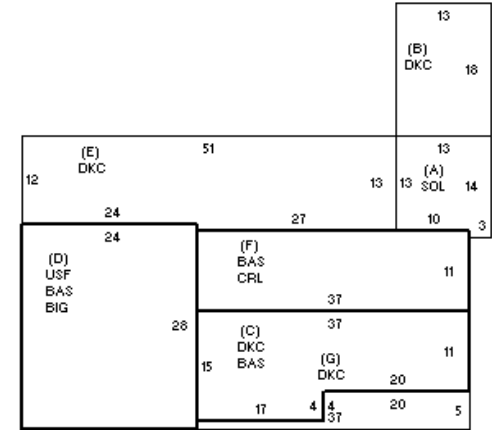 13
(B)
DKC
18
51
13
(E)
DKC
(A)
SOL
12
13
13
14
24
27
10
3
24
(F)
BAS
CRL
11
(D)
USF
BAS
BIG
37
37
28
(C)
DKC
BAS
11
15
(G)
DKC
20
17
4
4
20
5
37